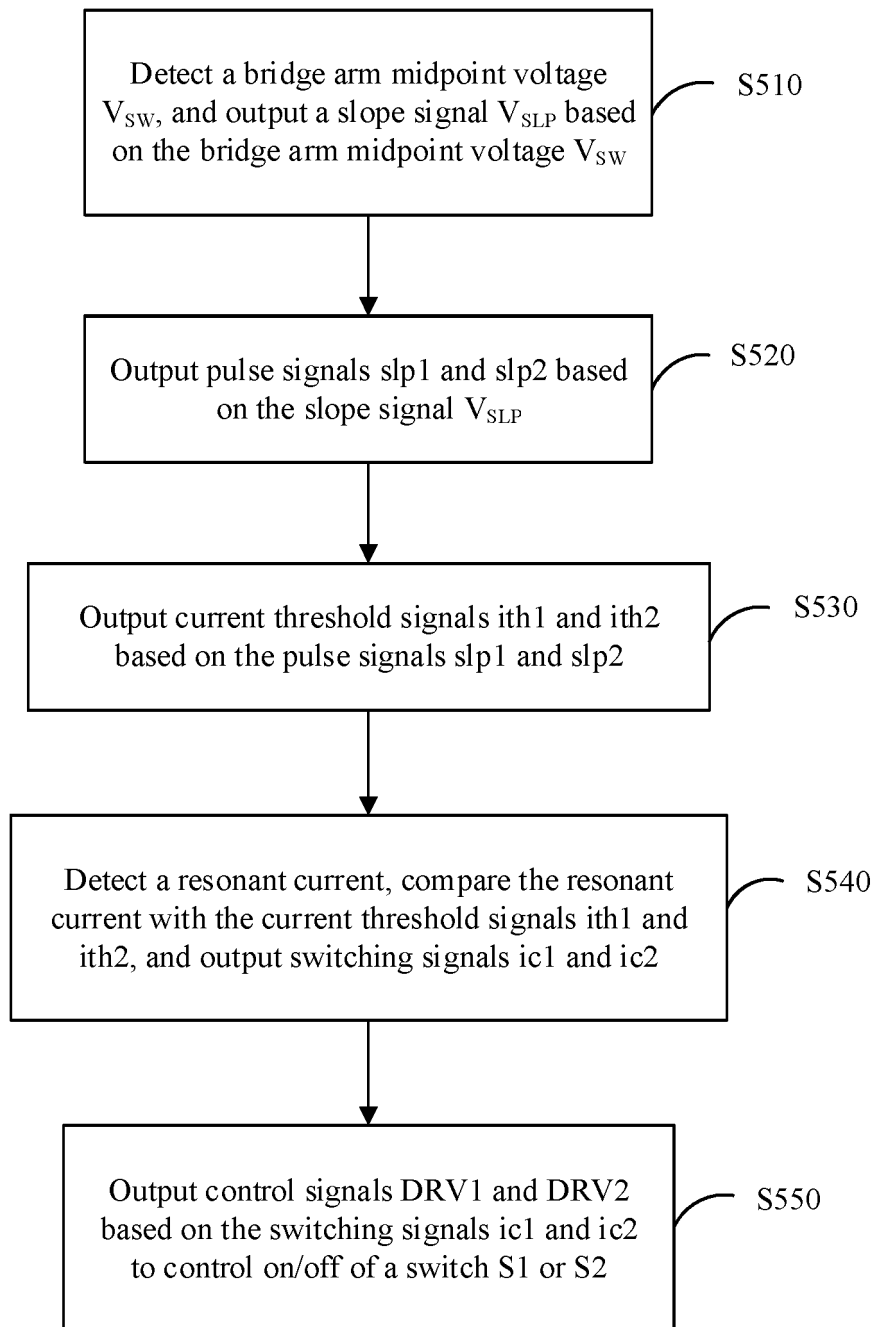 Detect a bridge arm midpoint voltage
V_SW, and output a slope signal V_SLP based
on the bridge arm midpoint voltage V_SW
S510
Output pulse signals slp1 and slp2 based
on the slope signal V_SLP
S520
Output current threshold signals ith1 and ith2
based on the pulse signals slp1 and slp2
S530
Detect a resonant current, compare the resonant
current with the current threshold signals ith1 and
ith2, and output switching signals ic1 and ic2
S540
Output control signals DRV1 and DRV2
based on the switching signals ic1 and ic2
to control on/off of a switch S1 or S2
S550